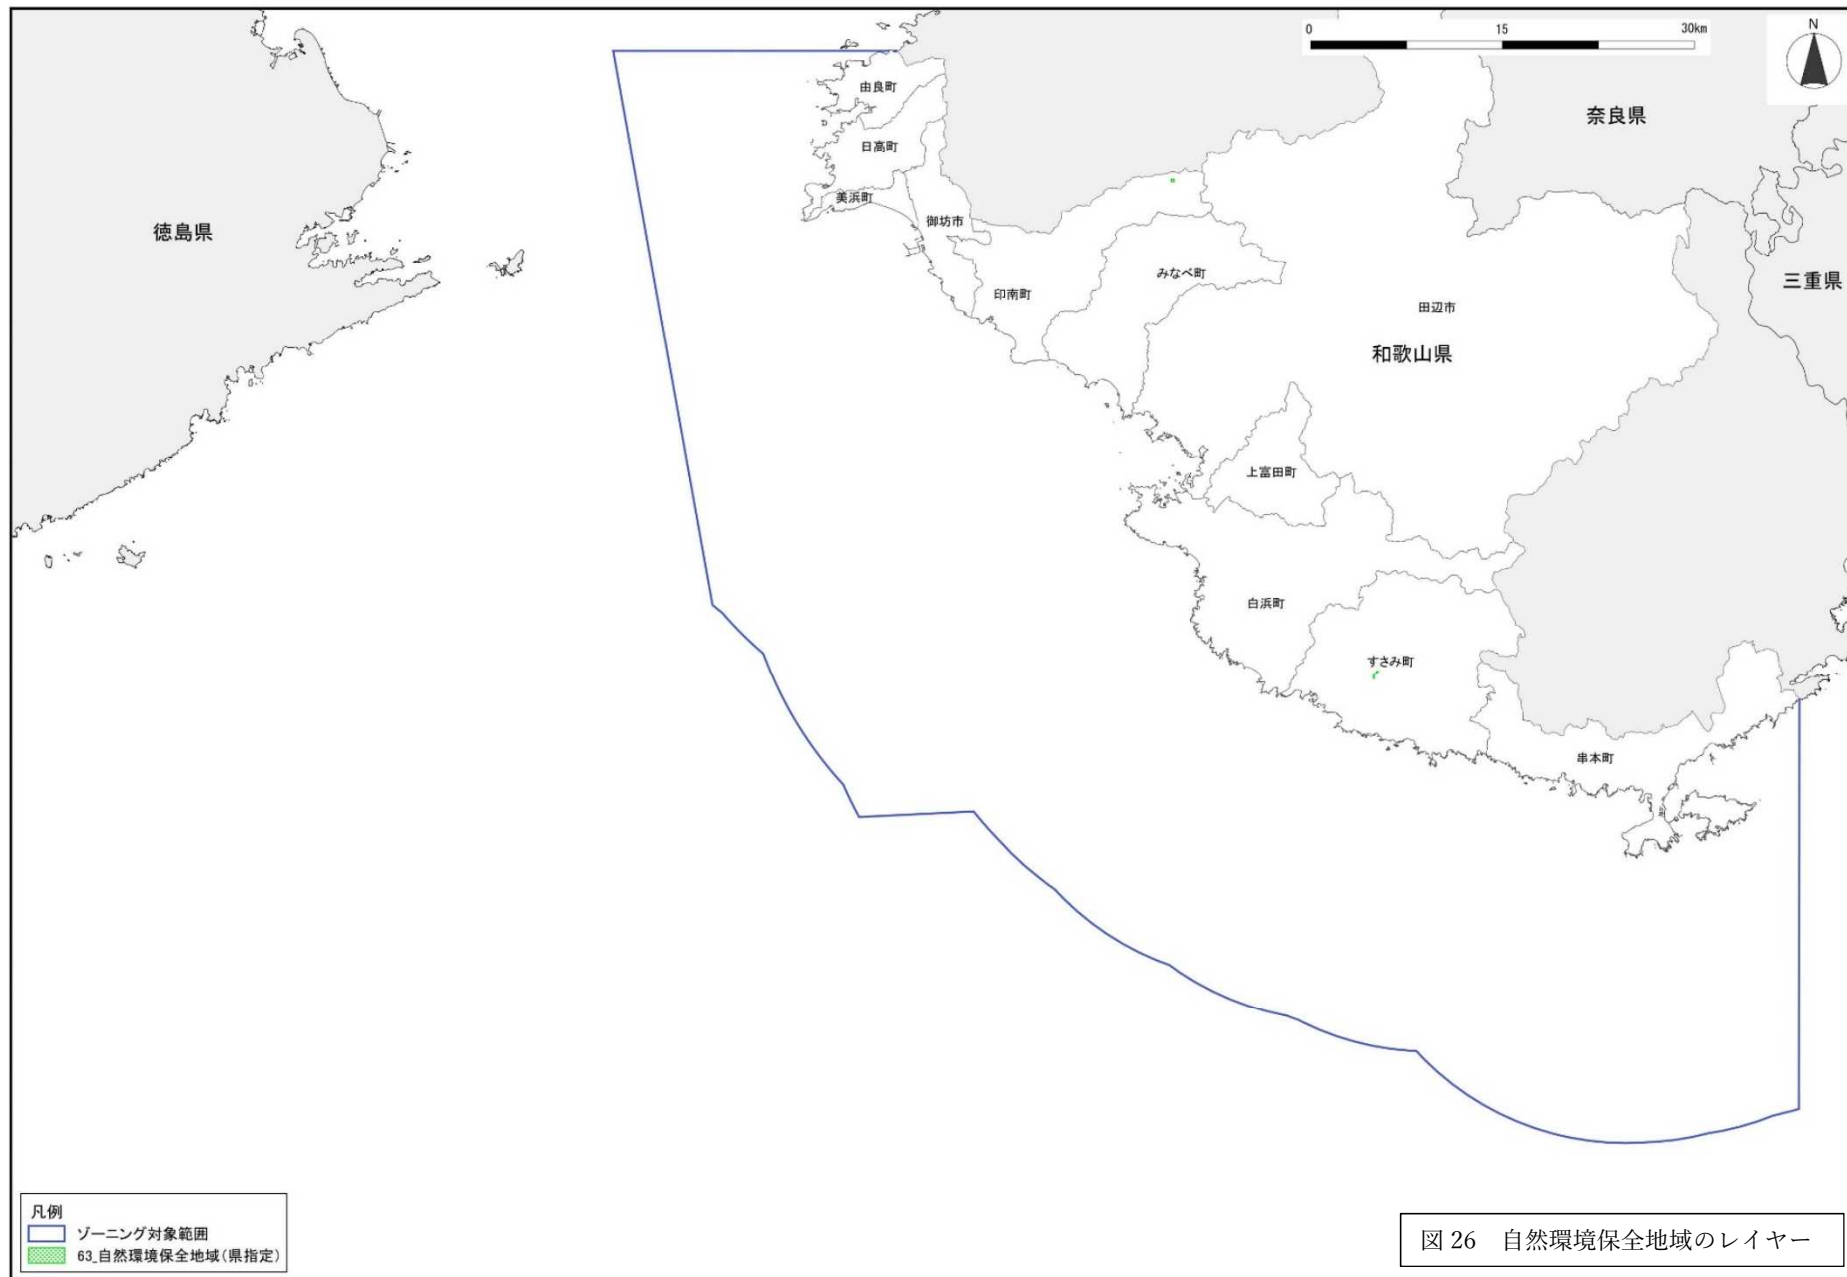 0 15 30km
N
由良町
奈良県
日高町
美浜町
御坊市
徳島県
みなべ町
三重県
印南町
田辺市
和歌山県
上富田町
白浜町
すさみ町
串本町
凡例
ゾーニング対象範囲
63_自然環境保全地域(県指定)
図 26 自然環境保全地域のレイヤー